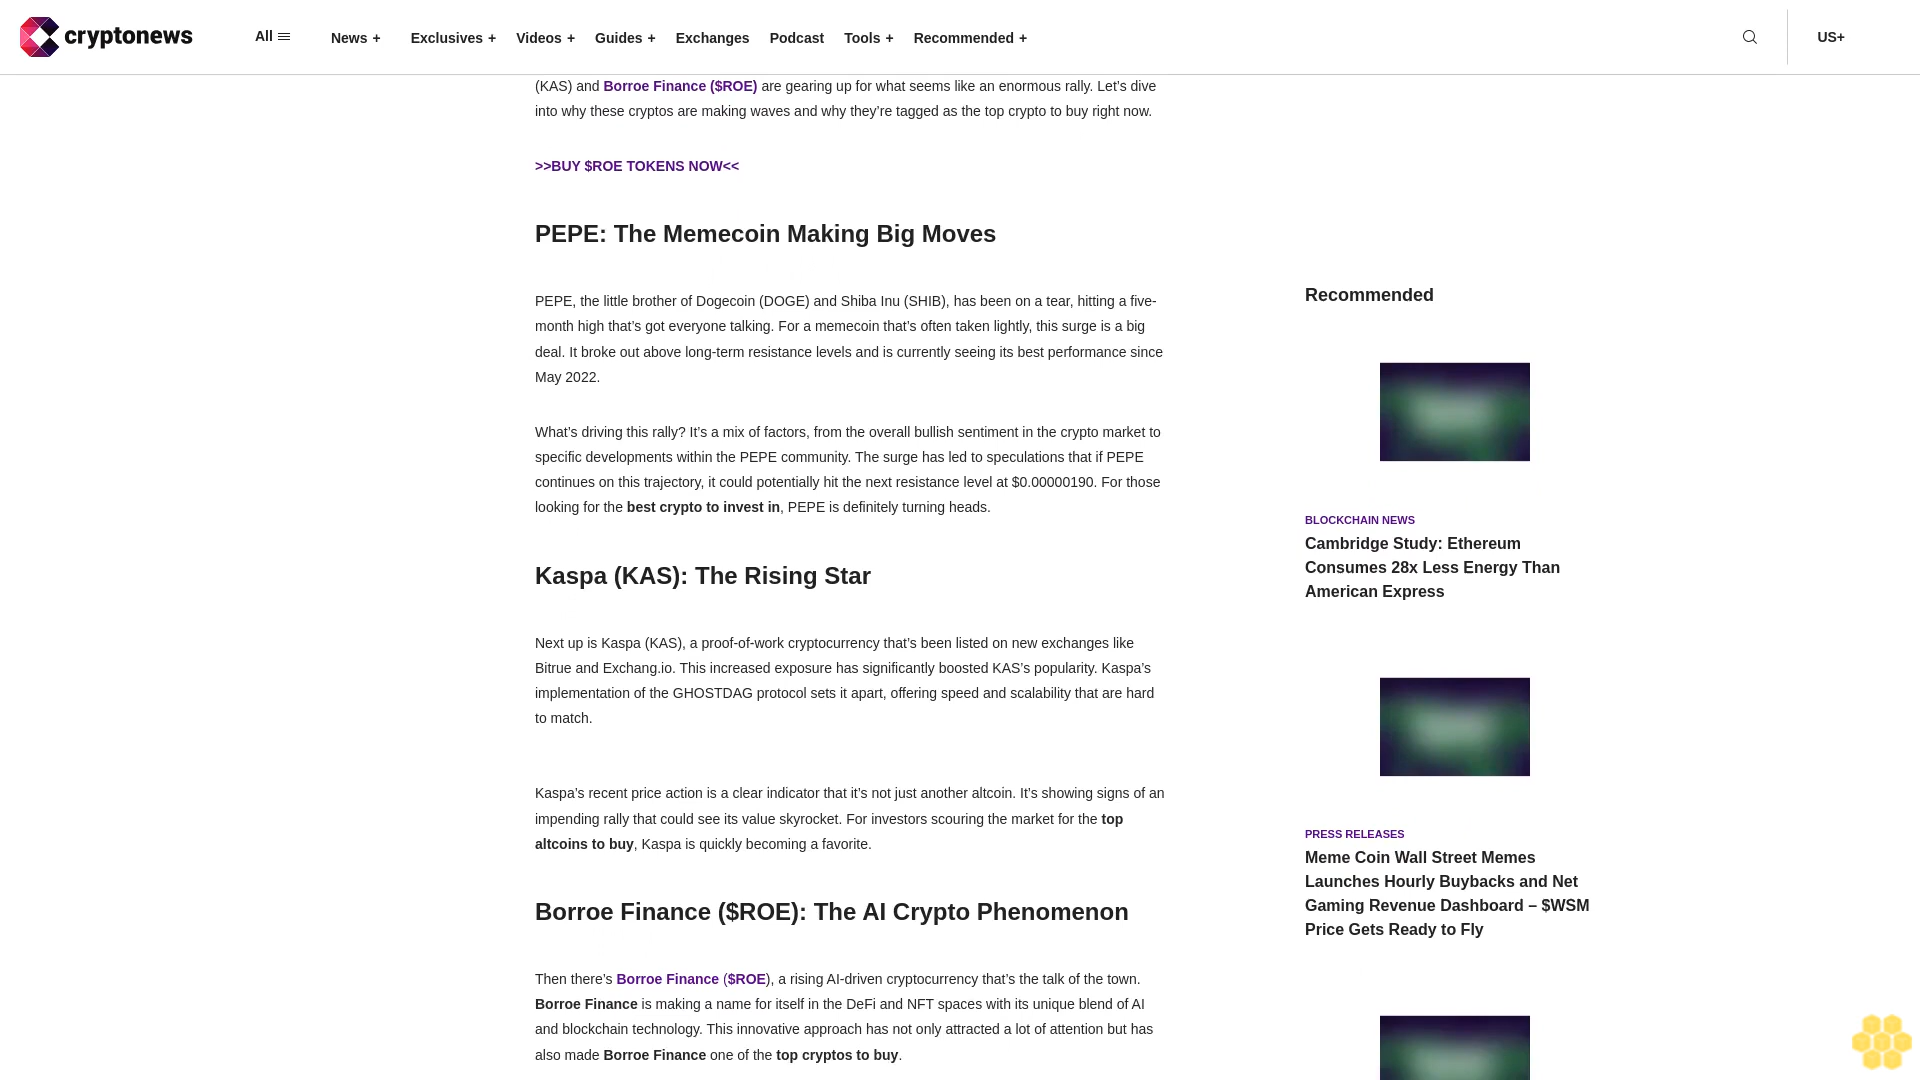 cryptonews
All
News +
Exclusives +
Videos +
Guides +
Exchanges
Podcast
Tools +
Recommended +
US+
(KAS) and Borroe Finance ($ROE) are gearing up for what seems like an enormous rally. Let’s dive
into why these cryptos are making waves and why they’re tagged as the top crypto to buy right now.
>>BUY $ROE TOKENS NOW<<
PEPE: The Memecoin Making Big Moves
PEPE, the little brother of Dogecoin (DOGE) and Shiba Inu (SHIB), has been on a tear, hitting a five-
month high that’s got everyone talking. For a memecoin that’s often taken lightly, this surge is a big
deal. It broke out above long-term resistance levels and is currently seeing its best performance since
May 2022.
What’s driving this rally? It’s a mix of factors, from the overall bullish sentiment in the crypto market to
specific developments within the PEPE community. The surge has led to speculations that if PEPE
continues on this trajectory, it could potentially hit the next resistance level at $0.00000190. For those
looking for the best crypto to invest in, PEPE is definitely turning heads.
Kaspa (KAS): The Rising Star
Next up is Kaspa (KAS), a proof-of-work cryptocurrency that’s been listed on new exchanges like
Bitrue and Exchang.io. This increased exposure has significantly boosted KAS’s popularity. Kaspa’s
implementation of the GHOSTDAG protocol sets it apart, offering speed and scalability that are hard
to match.
Kaspa’s recent price action is a clear indicator that it’s not just another altcoin. It’s showing signs of an
impending rally that could see its value skyrocket. For investors scouring the market for the top
altcoins to buy, Kaspa is quickly becoming a favorite.
Borroe Finance ($ROE): The AI Crypto Phenomenon
Then there’s Borroe Finance ($ROE), a rising AI-driven cryptocurrency that’s the talk of the town.
Borroe Finance is making a name for itself in the DeFi and NFT spaces with its unique blend of AI
and blockchain technology. This innovative approach has not only attracted a lot of attention but has
also made Borroe Finance one of the top cryptos to buy.
Recommended
BLOCKCHAIN NEWS
Cambridge Study: Ethereum
Consumes 28x Less Energy Than
American Express
PRESS RELEASES
Meme Coin Wall Street Memes
Launches Hourly Buybacks and Net
Gaming Revenue Dashboard – $WSM
Price Gets Ready to Fly